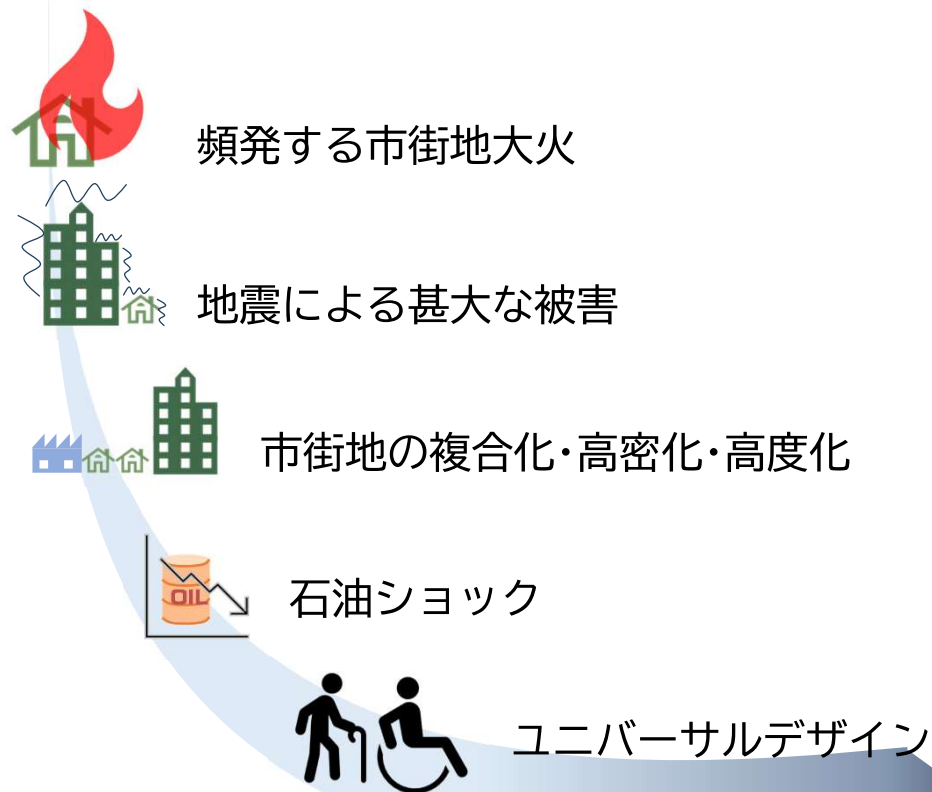 頻発する市街地大火
地震による甚大な被害
市街地の複合化･高密化･高度化
OIL
石油ショック
ユニバーサルデザイン